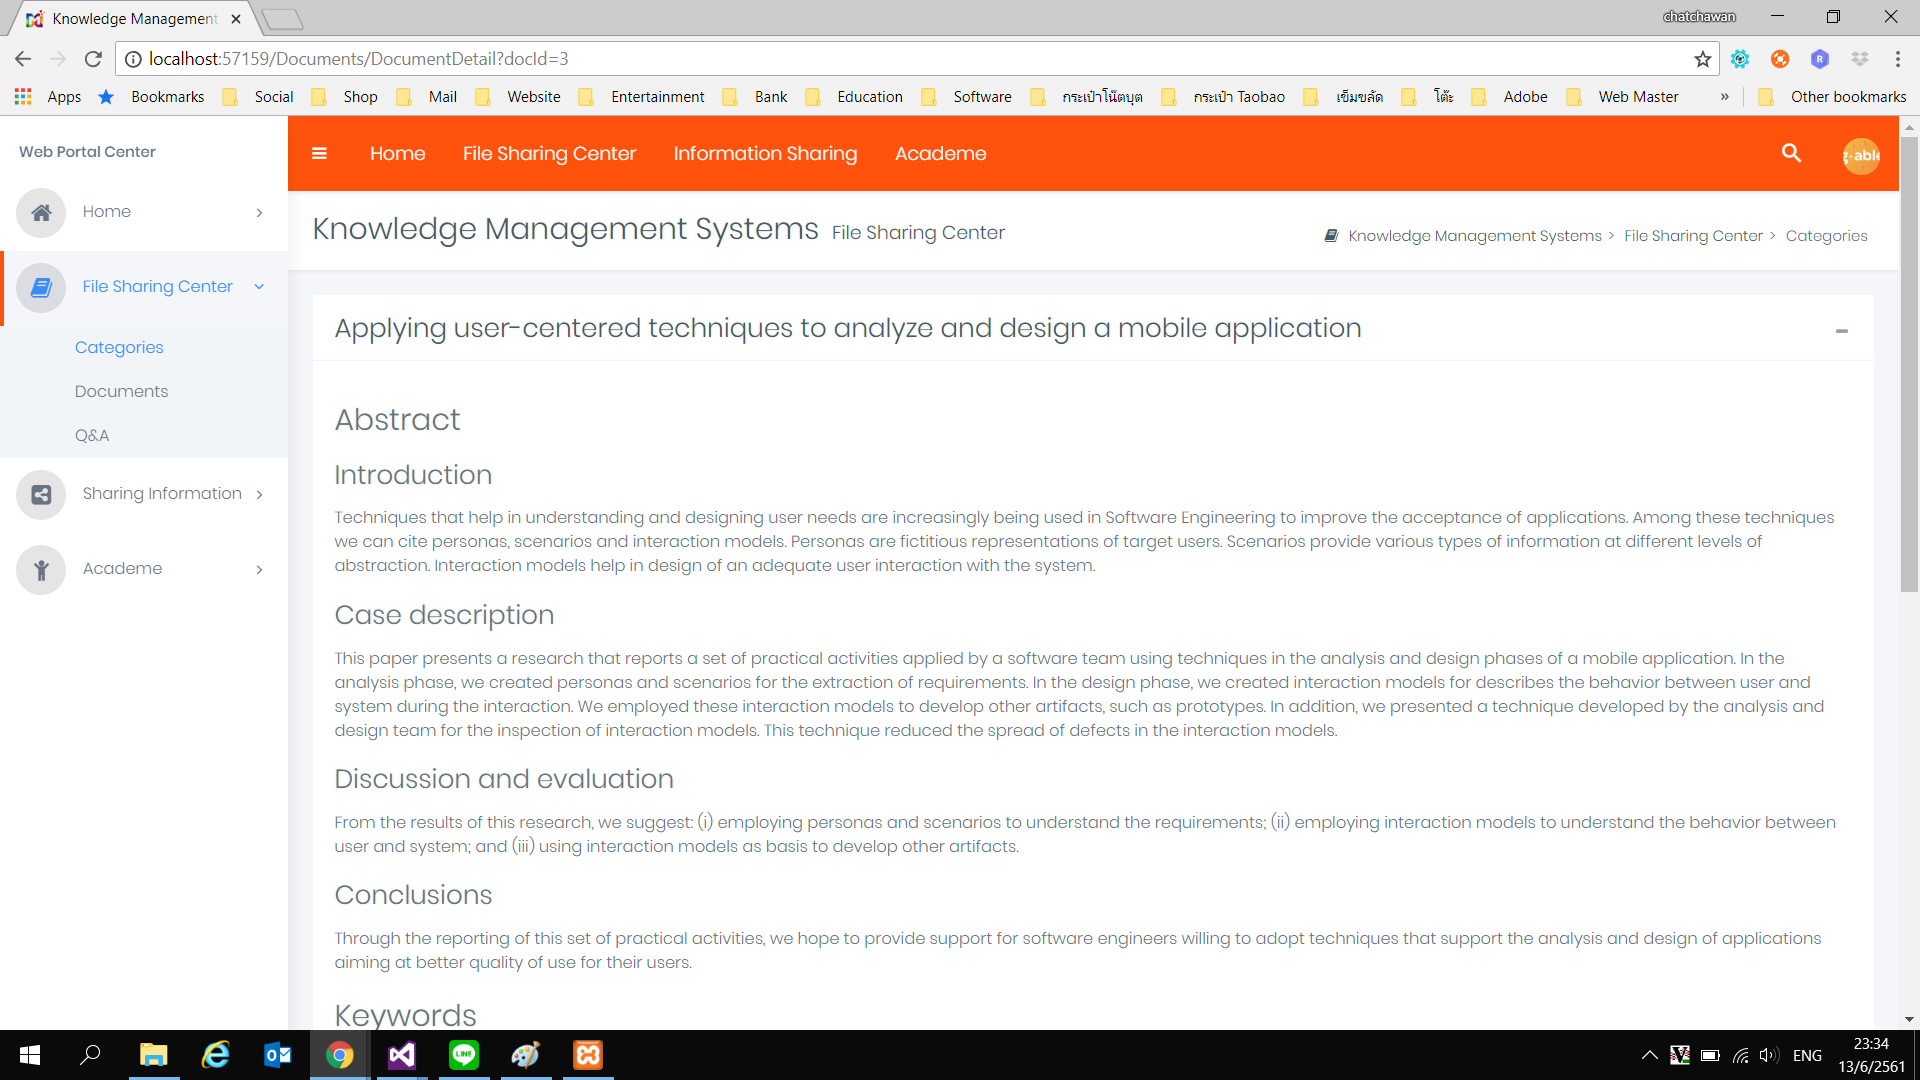 Knowledge Management
chatchawan
localhost:57159/Documents/DocumentDetail?docId=3
Apps Bookmarks Social Shop Mail Website Entertainment Bank Education Software กระเป๋าโน๊ตบุต กระเป๋า Taobao เข็มขลัด โต๊ะ Adobe Web Master » Other bookmarks
Web Portal Center
Home
File Sharing Center
Categories
Documents
Q&A
Sharing Information
Academe
Home File Sharing Center Information Sharing Academe
g·able
Knowledge Management Systems File Sharing Center
Knowledge Management Systems > File Sharing Center > Categories
Applying user-centered techniques to analyze and design a mobile application
Abstract
Introduction
Techniques that help in understanding and designing user needs are increasingly being used in Software Engineering to improve the acceptance of applications. Among these techniques
we can cite personas, scenarios and interaction models. Personas are fictitious representations of target users. Scenarios provide various types of information at different levels of
abstraction. Interaction models help in design of an adequate user interaction with the system.
Case description
This paper presents a research that reports a set of practical activities applied by a software team using techniques in the analysis and design phases of a mobile application. In the
analysis phase, we created personas and scenarios for the extraction of requirements. In the design phase, we created interaction models for describes the behavior between user and
system during the interaction. We employed these interaction models to develop other artifacts, such as prototypes. In addition, we presented a technique developed by the analysis and
design team for the inspection of interaction models. This technique reduced the spread of defects in the interaction models.
Discussion and evaluation
From the results of this research, we suggest: (i) employing personas and scenarios to understand the requirements; (ii) employing interaction models to understand the behavior between
user and system; and (iii) using interaction models as basis to develop other artifacts.
Conclusions
Through the reporting of this set of practical activities, we hope to provide support for software engineers willing to adopt techniques that support the analysis and design of applications
aiming at better quality of use for their users.
Keywords
LINE
ENG
23:34
13/6/2561